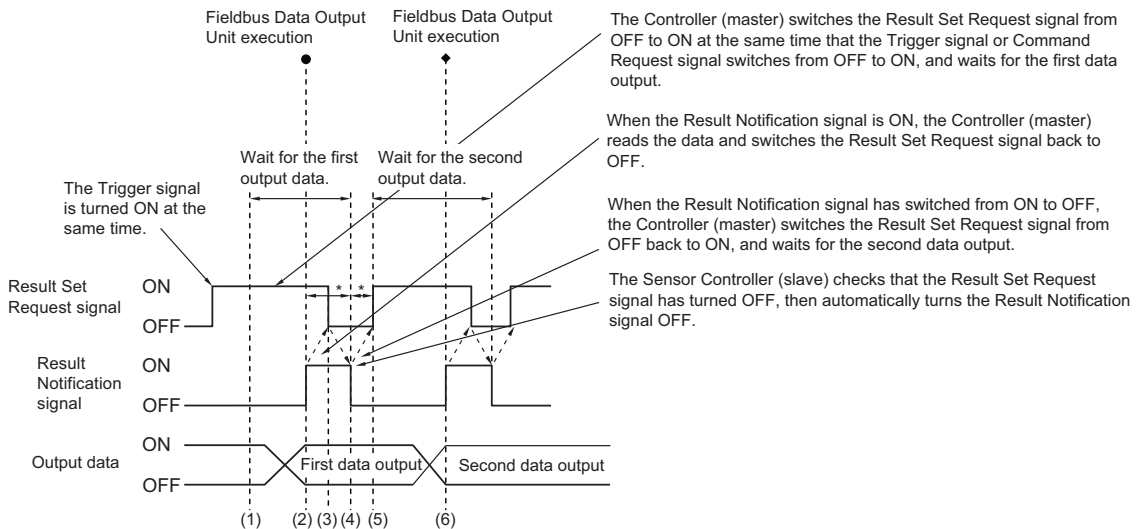 Fieldbus Data Output
Unit execution
Fieldbus Data Output
Unit execution
The Controller (master) switches the Result Set Request signal from
OFF to ON at the same time that the Trigger signal or Command
Request signal switches from OFF to ON, and waits for the first data
output.
When the Result Notification signal is ON, the Controller (master)
reads the data and switches the Result Set Request signal back to
OFF.
When the Result Notification signal has switched from ON to OFF,
the Controller (master) switches the Result Set Request signal from
OFF back to ON, and waits for the second data output.
The Sensor Controller (slave) checks that the Result Set Request
signal has turned OFF, then automatically turns the Result Notification
signal OFF.
Wait for the first
output data.
Wait for the second
output data.
The Trigger signal
is turned ON at the
same time.
Result Set
Request signal
ON
OFF
* *
Result
Notification
signal
ON
OFF
Output data
ON
OFF
First data output
Second data output
(1) (2) (3) (4) (5) (6)